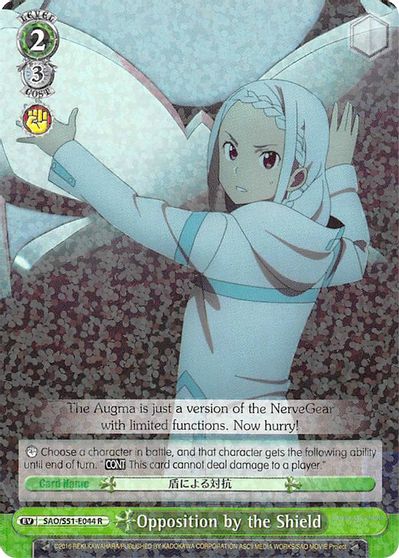 LEVEL
2
3
COST
The Augma is just a version of the NerveGear
with limited functions. Now hurry!
Choose a character in battle, and that character gets the following ability
until end of turn. "CONT This card cannot deal damage to a player."
Card Name
盾による対抗
EV SAO/S51-E044 R
Opposition by the Shield
©2016 REKI KAWAHARA/PUBLISHED BY KADOKAWA CORPORATION ASCII MEDIA WORKS/SAO MOVIE Project